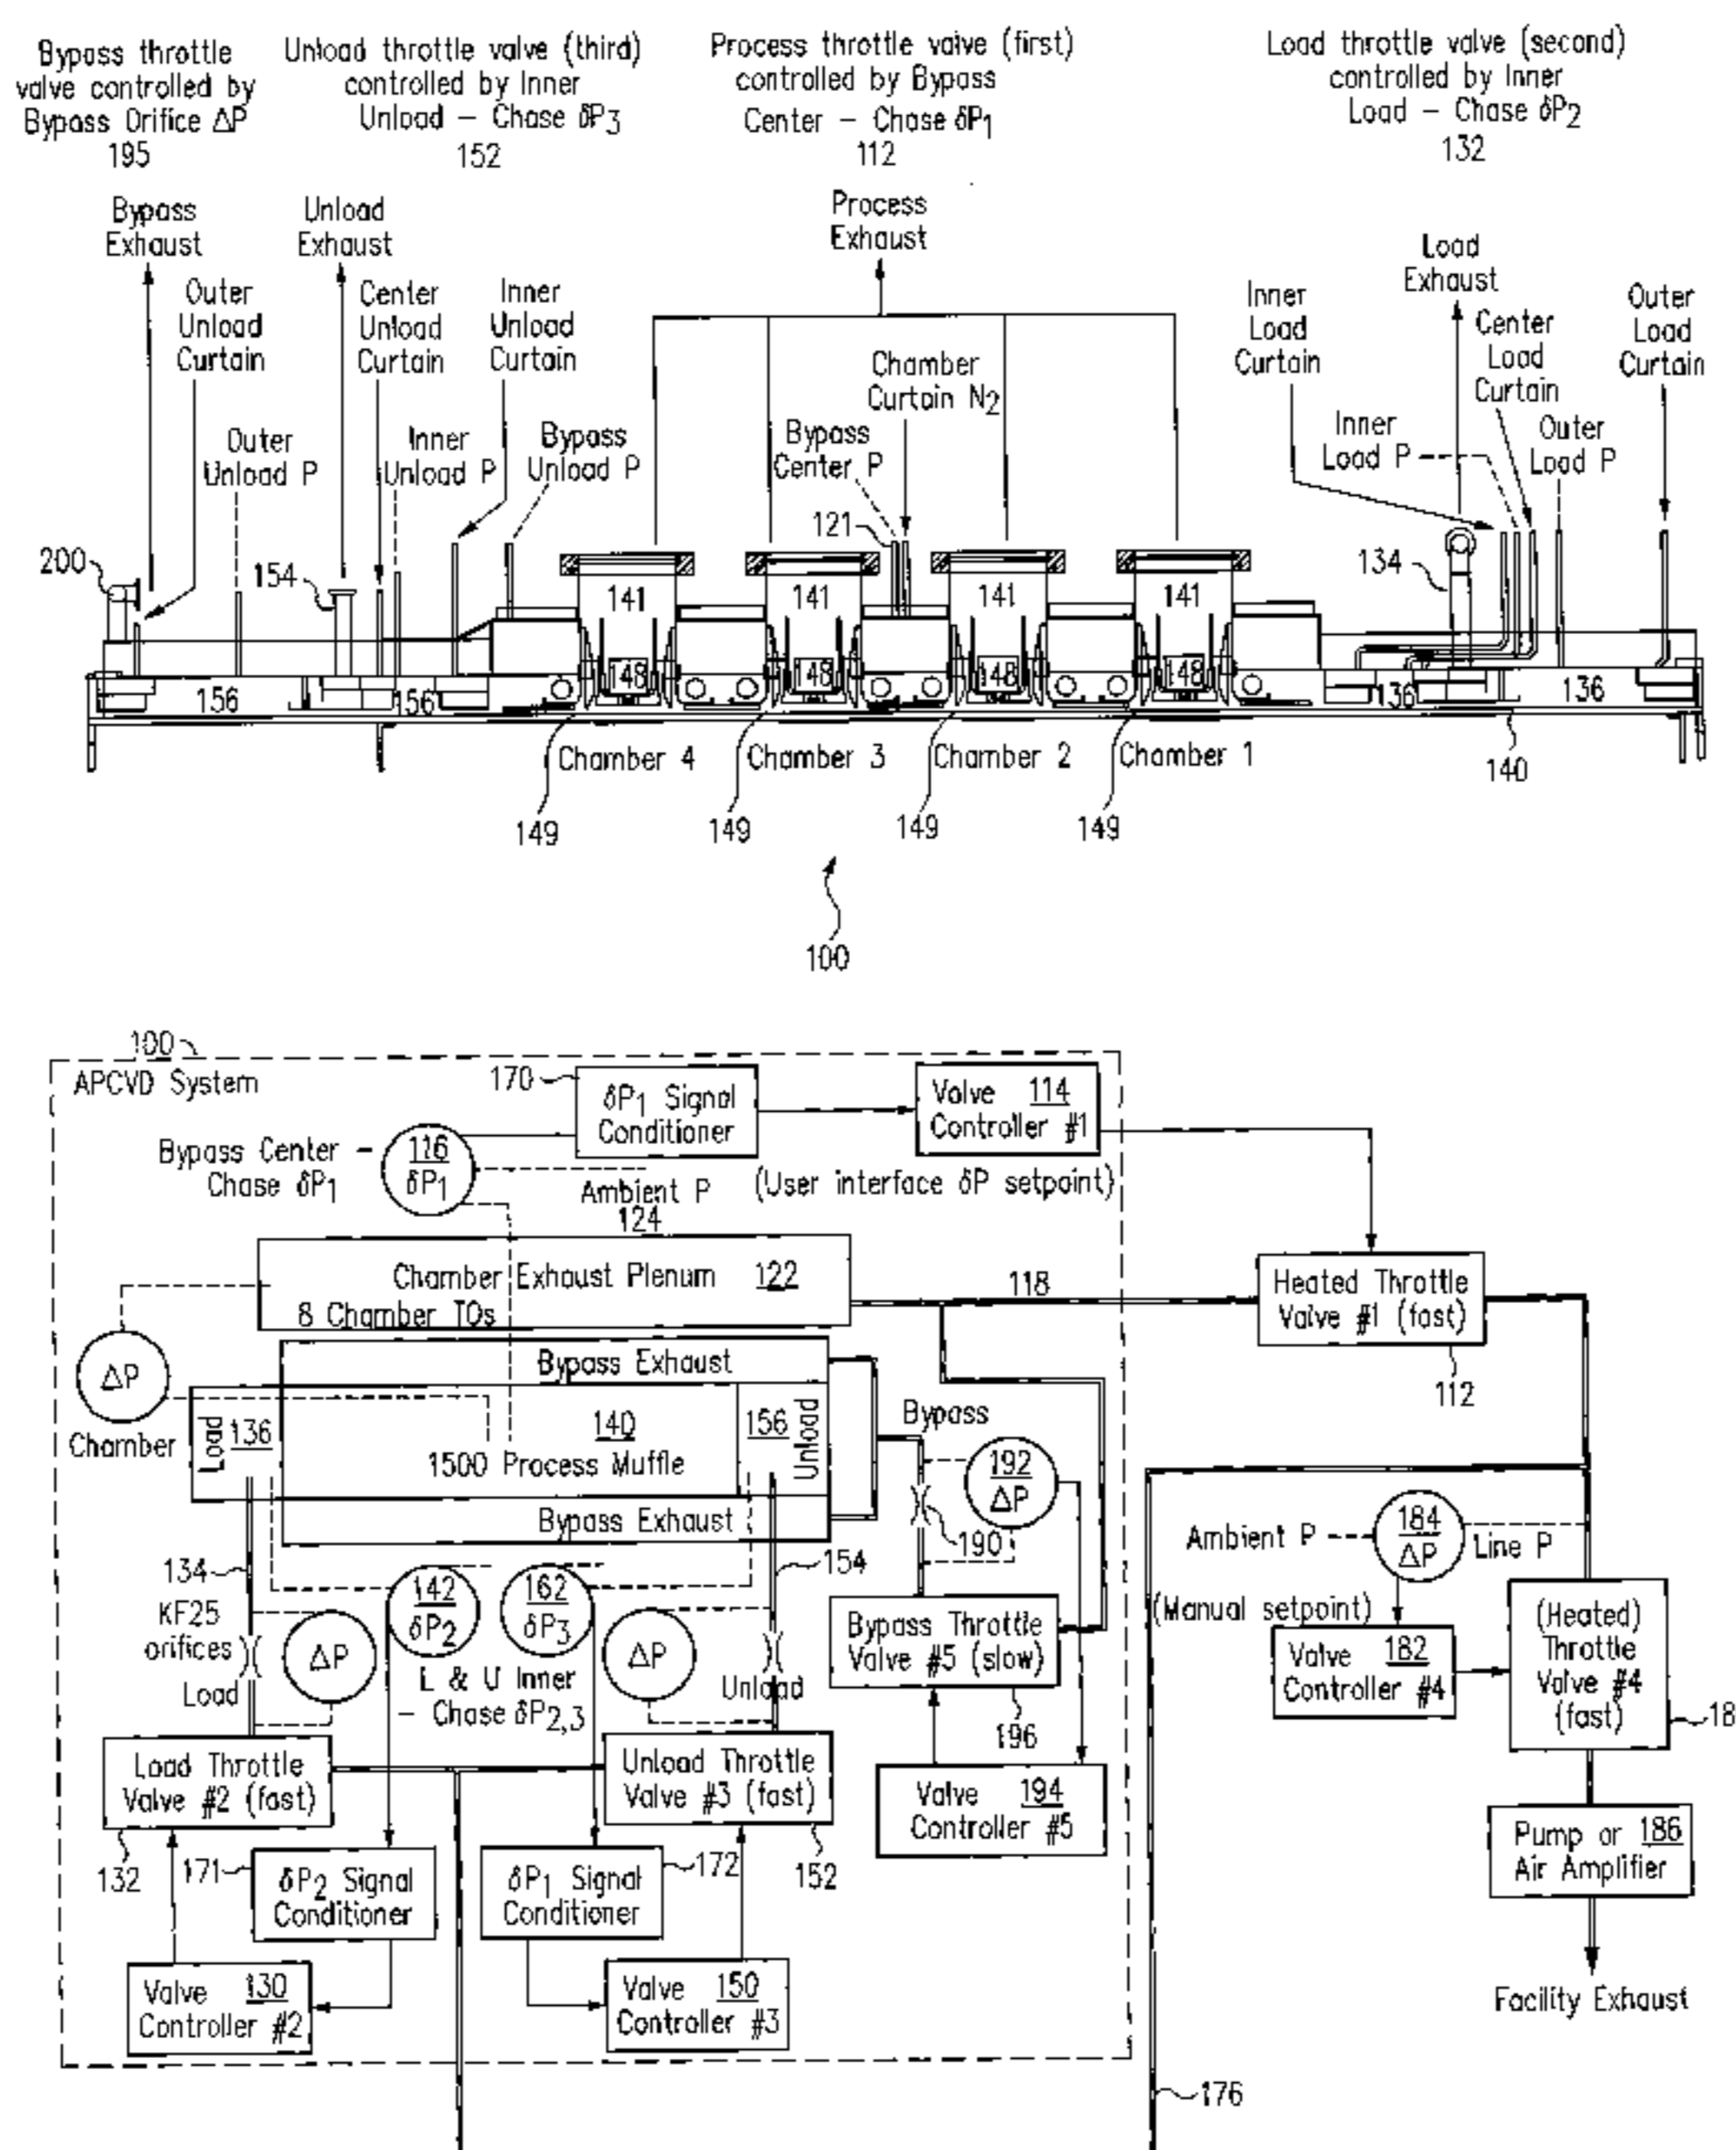 Bypass throttle
valve controlled by
Bypass Orifice ΔP
195
Unload throttle valve (third)
controlled by Inner
Unload – Chase δP3
152
Process throttle valve (first)
controlled by Bypass
Center – Chase δP1
112
Load throttle valve (second)
controlled by Inner
Load – Chase δP2
132
Bypass
Exhaust
Unload
Exhaust
Process
Exhaust
Load
Exhaust
Outer
Unload
Curtain
Center
Unload
Curtain
Inner
Unload
Curtain
Chamber
Curtain N2
Inner
Load
Curtain
Center
Load
Curtain
Outer
Load
Curtain
Outer
Unload P
Inner
Unload P
Bypass
Unload P
Bypass
Center P
Inner
Load P
Outer
Load P
200
154
121
134
141
141
141
141
148
148
148
148
156
156
136
136
Chamber 4
Chamber 3
Chamber 2
Chamber 1
140
149
149
149
149
100
100
APCVD System
170
δP1 Signal
Conditioner
Valve 114
Controller #1
Bypass Center –
Chase δP1
116
δP1
Ambient P
124
(User interface δP setpoint)
Chamber Exhaust Plenum 122
8 Chamber TOs
118
Heated Throttle
Valve #1 (fast)
112
ΔP
Chamber
Bypass Exhaust
Load
136
140
1500 Process Muffle
156
Unload
Bypass Exhaust
Bypass
192
ΔP
190
134
KF25
orifices
Load
ΔP
142
δP2
162
δP3
L & U Inner
– Chase δP2,3
ΔP
154
Unload
Bypass Throttle
Valve #5 (slow)
196
Valve 194
Controller #5
Ambient P
184
ΔP
Line P
(Manual setpoint)
Valve 182
Controller #4
(Heated)
Throttle
Valve #4
(fast)
18
Load Throttle
Valve #2 (fast)
132
Unload Throttle
Valve #3 (fast)
152
171
δP2 Signal
Conditioner
δP1 Signal
Conditioner
172
Valve 130
Controller #2
Valve 150
Controller #3
Pump or 186
Air Amplifier
Facility Exhaust
176